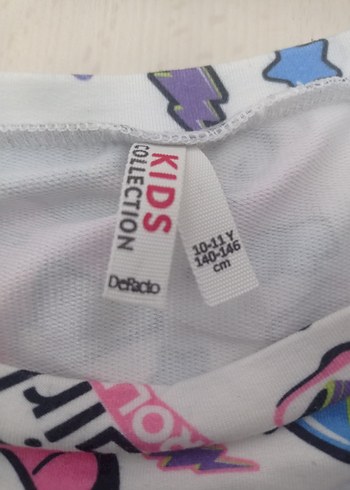 KIDS
COLLECTION
DeFacto
10-11 Y
140-146
cm